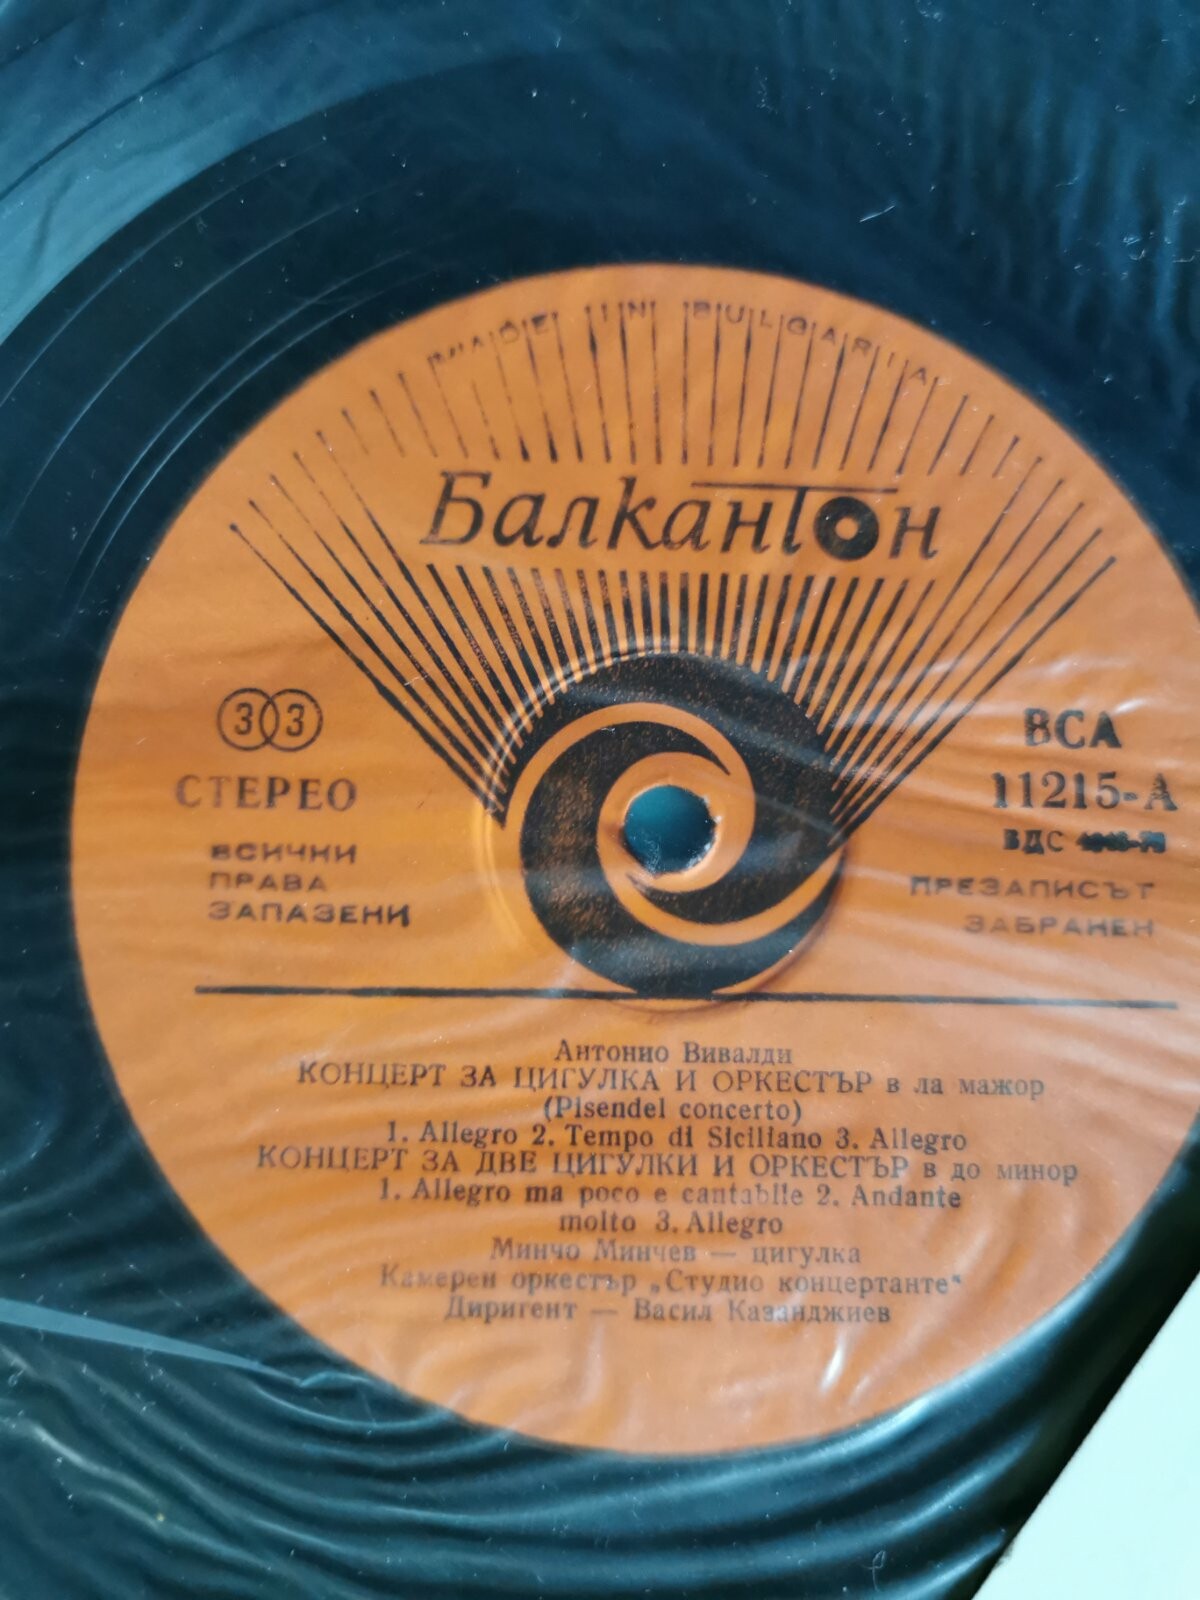 MADE IN BULGARIA
Балкантон
33
СТЕРЕО
ВСИЧКИ
ПРАВА
ЗАПАЗЕНИ
ВСА
11215-А
БДС
ПРЕЗАПИСЪТ
ЗАБРАНЕН
Антонио Вивалди
КОНЦЕРТ ЗА ЦИГУЛКА И ОРКЕСТЪР в ла мажор
(Pisendel concerto)
1. Allegro 2. Tempo di Siciliano 3. Allegro
КОНЦЕРТ ЗА ДВЕ ЦИГУЛКИ И ОРКЕСТЪР в до минор
1. Allegro ma poco e cantabile 2. Andante
molto 3. Allegro
Минчо Минчев — цигулка
Камерен оркестър „Студио концертанте“
Диригент — Васил Казанджиев